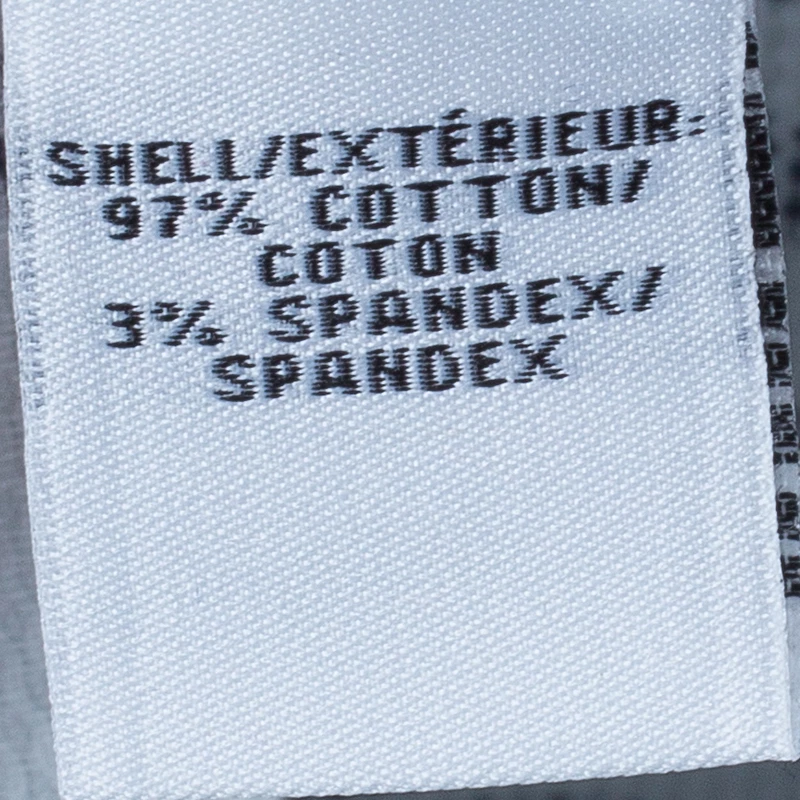 SHELL/EXTÉRIEUR:
97% COTTON/
COTON
3% SPANDEX/
SPANDEX